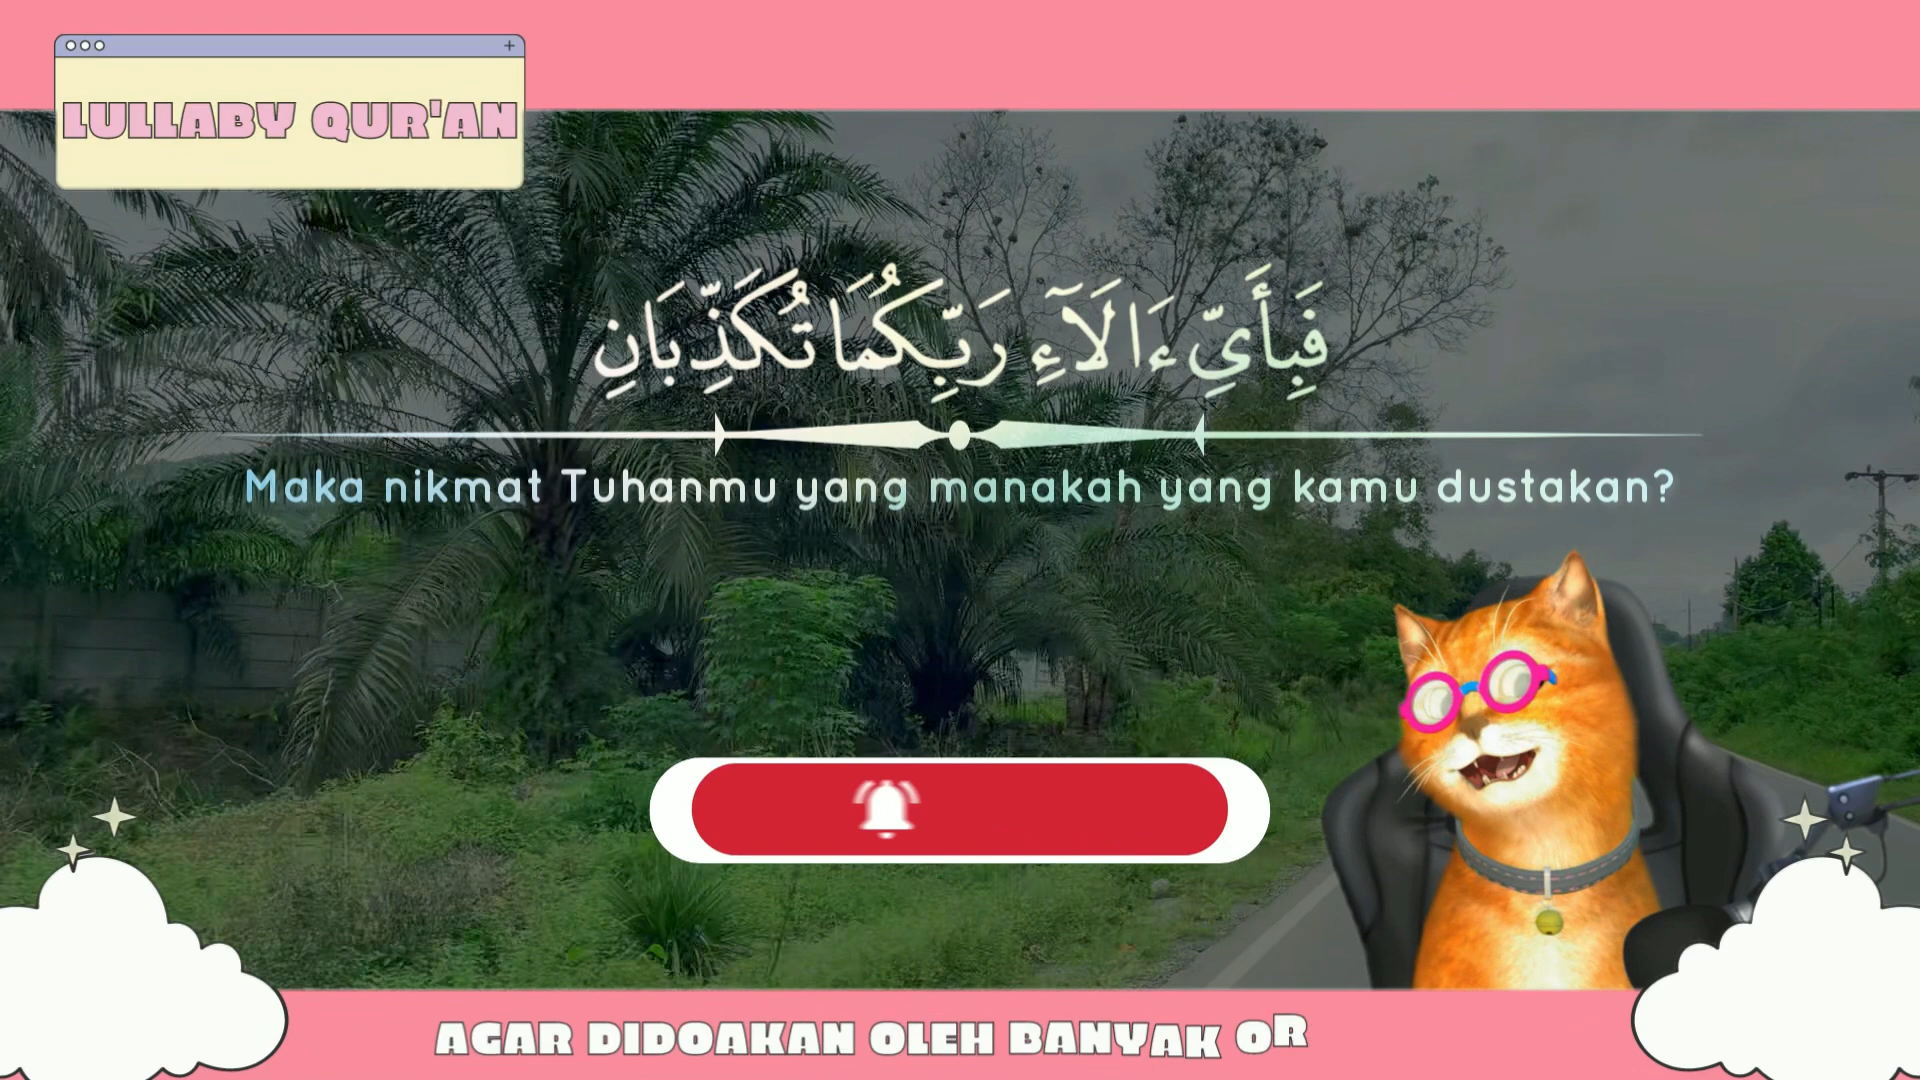 LULLABY QUR'AN
فَبِأَيِّ ءَالَآءِ رَبِّكُمَا تُكَذِّبَانِ
Maka nikmat Tuhanmu yang manakah yang kamu dustakan?
AGAR DIDOAKAN OLEH BANYAK OR